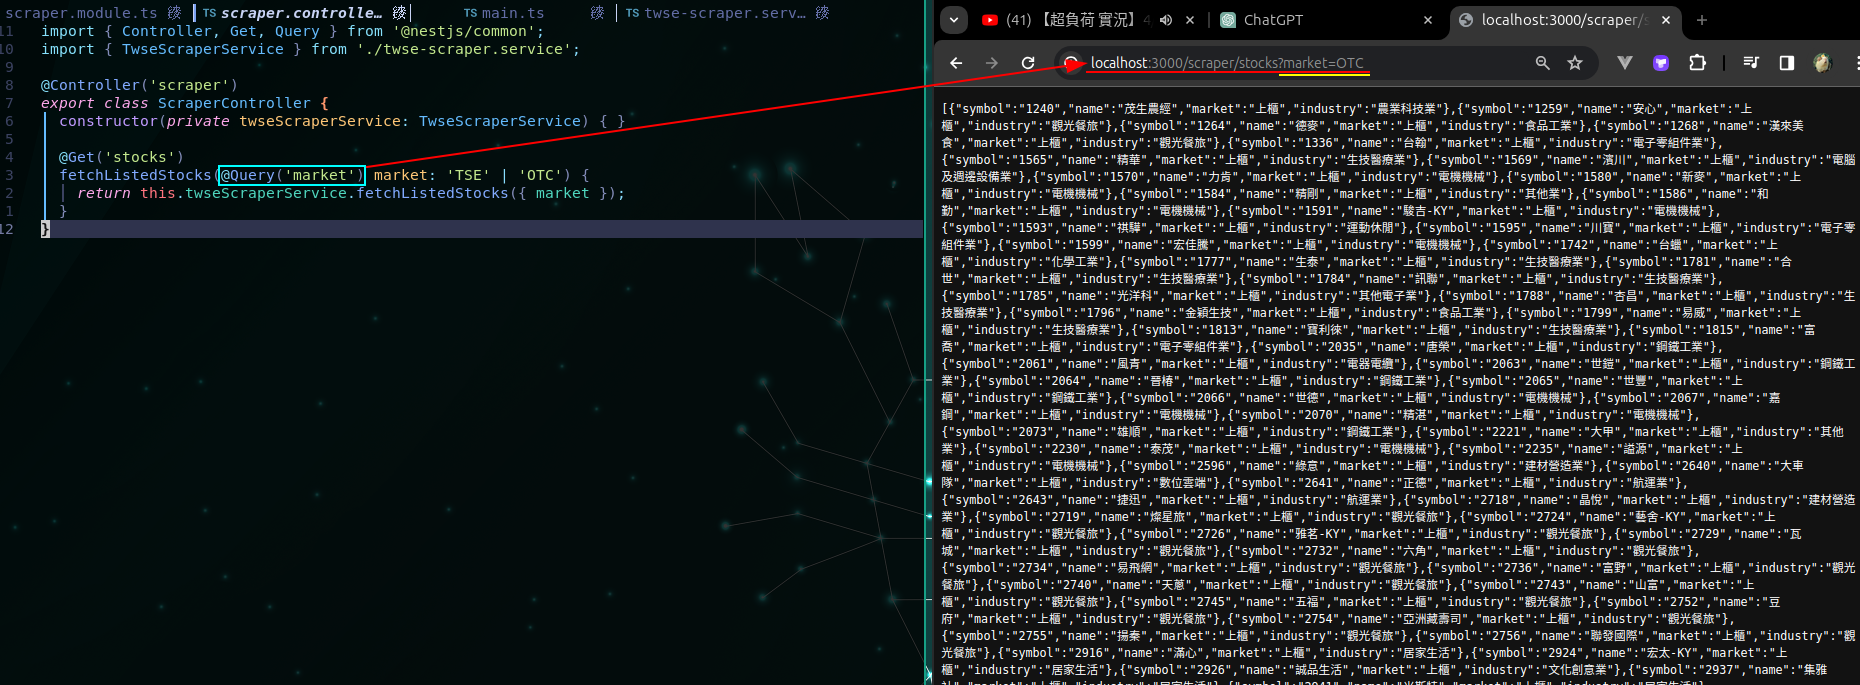 scraper.module.ts
TS scraper.controlle…
TS main.ts
TS twse-scraper.serv…
11 import { Controller, Get, Query } from '@nestjs/common';
10 import { TwseScraperService } from './twse-scraper.service';
9
8 @Controller('scraper')
7 export class ScraperController {
6 constructor(private twseScraperService: TwseScraperService) { }
5
4 @Get('stocks')
3 fetchListedStocks(@Query('market') market: 'TSE' | 'OTC') {
2 return this.twseScraperService.fetchListedStocks({ market });
1 }
12 }
(41) 【超負荷 實況】
ChatGPT
localhost:3000/scraper/s
localhost:3000/scraper/stocks?market=OTC
[{"symbol":"1240","name":"茂生農經","market":"上櫃","industry":"農業科技業"},{"symbol":"1259","name":"安心","market":"上
櫃","industry":"觀光餐旅"},{"symbol":"1264","name":"德麥","market":"上櫃","industry":"食品工業"},{"symbol":"1268","name":"漢來美
食","market":"上櫃","industry":"觀光餐旅"},{"symbol":"1336","name":"台翰","market":"上櫃","industry":"電子零組件業"},
{"symbol":"1565","name":"精華","market":"上櫃","industry":"生技醫療業"},{"symbol":"1569","name":"濱川","market":"上櫃","industry":"電腦
及週邊設備業"},{"symbol":"1570","name":"力肯","market":"上櫃","industry":"電機機械"},{"symbol":"1580","name":"新麥","market":"上
櫃","industry":"電機機械"},{"symbol":"1584","name":"精剛","market":"上櫃","industry":"其他業"},{"symbol":"1586","name":"和
勤","market":"上櫃","industry":"電機機械"},{"symbol":"1591","name":"駿吉-KY","market":"上櫃","industry":"電機機械"},
{"symbol":"1593","name":"祺驊","market":"上櫃","industry":"運動休閒"},{"symbol":"1595","name":"川寶","market":"上櫃","industry":"電子零
組件業"},{"symbol":"1599","name":"宏佳騰","market":"上櫃","industry":"電機機械"},{"symbol":"1742","name":"台蠟","market":"上
櫃","industry":"化學工業"},{"symbol":"1777","name":"生泰","market":"上櫃","industry":"生技醫療業"},{"symbol":"1781","name":"合
世","market":"上櫃","industry":"生技醫療業"},{"symbol":"1784","name":"訊聯","market":"上櫃","industry":"生技醫療業"},
{"symbol":"1785","name":"光洋科","market":"上櫃","industry":"其他電子業"},{"symbol":"1788","name":"杏昌","market":"上櫃","industry":"生
技醫療業"},{"symbol":"1796","name":"金穎生技","market":"上櫃","industry":"食品工業"},{"symbol":"1799","name":"易威","market":"上
櫃","industry":"生技醫療業"},{"symbol":"1813","name":"寶利徠","market":"上櫃","industry":"生技醫療業"},{"symbol":"1815","name":"富
喬","market":"上櫃","industry":"電子零組件業"},{"symbol":"2035","name":"唐榮","market":"上櫃","industry":"鋼鐵工業"},
{"symbol":"2061","name":"風青","market":"上櫃","industry":"電器電纜"},{"symbol":"2063","name":"世鎧","market":"上櫃","industry":"鋼鐵工
業"},{"symbol":"2064","name":"晉椿","market":"上櫃","industry":"鋼鐵工業"},{"symbol":"2065","name":"世豐","market":"上
櫃","industry":"鋼鐵工業"},{"symbol":"2066","name":"世德","market":"上櫃","industry":"電機機械"},{"symbol":"2067","name":"嘉
鋼","market":"上櫃","industry":"電機機械"},{"symbol":"2070","name":"精湛","market":"上櫃","industry":"電機機械"},
{"symbol":"2073","name":"雄順","market":"上櫃","industry":"鋼鐵工業"},{"symbol":"2221","name":"大甲","market":"上櫃","industry":"其他
業"},{"symbol":"2230","name":"泰茂","market":"上櫃","industry":"電機機械"},{"symbol":"2235","name":"謚源","market":"上
櫃","industry":"電機機械"},{"symbol":"2596","name":"綠意","market":"上櫃","industry":"建材營造業"},{"symbol":"2640","name":"大車
隊","market":"上櫃","industry":"數位雲端"},{"symbol":"2641","name":"正德","market":"上櫃","industry":"航運業"},
{"symbol":"2643","name":"捷迅","market":"上櫃","industry":"航運業"},{"symbol":"2718","name":"晶悅","market":"上櫃","industry":"建材營造
業"},{"symbol":"2719","name":"燦星旅","market":"上櫃","industry":"觀光餐旅"},{"symbol":"2724","name":"藝舍-KY","market":"上
櫃","industry":"觀光餐旅"},{"symbol":"2726","name":"雅茗-KY","market":"上櫃","industry":"觀光餐旅"},{"symbol":"2729","name":"瓦
城","market":"上櫃","industry":"觀光餐旅"},{"symbol":"2732","name":"六角","market":"上櫃","industry":"觀光餐旅"},
{"symbol":"2734","name":"易飛網","market":"上櫃","industry":"觀光餐旅"},{"symbol":"2736","name":"富野","market":"上櫃","industry":"觀光
餐旅"},{"symbol":"2740","name":"天蔥","market":"上櫃","industry":"觀光餐旅"},{"symbol":"2743","name":"山富","market":"上
櫃","industry":"觀光餐旅"},{"symbol":"2745","name":"五福","market":"上櫃","industry":"觀光餐旅"},{"symbol":"2752","name":"豆
府","market":"上櫃","industry":"觀光餐旅"},{"symbol":"2754","name":"亞洲藏壽司","market":"上櫃","industry":"觀光餐旅"},
{"symbol":"2755","name":"揚秦","market":"上櫃","industry":"觀光餐旅"},{"symbol":"2756","name":"聯發國際","market":"上櫃","industry":"觀
光餐旅"},{"symbol":"2916","name":"滿心","market":"上櫃","industry":"居家生活"},{"symbol":"2924","name":"宏太-KY","market":"上
櫃","industry":"居家生活"},{"symbol":"2926","name":"誠品生活","market":"上櫃","industry":"文化創意業"},{"symbol":"2937","name":"集雅